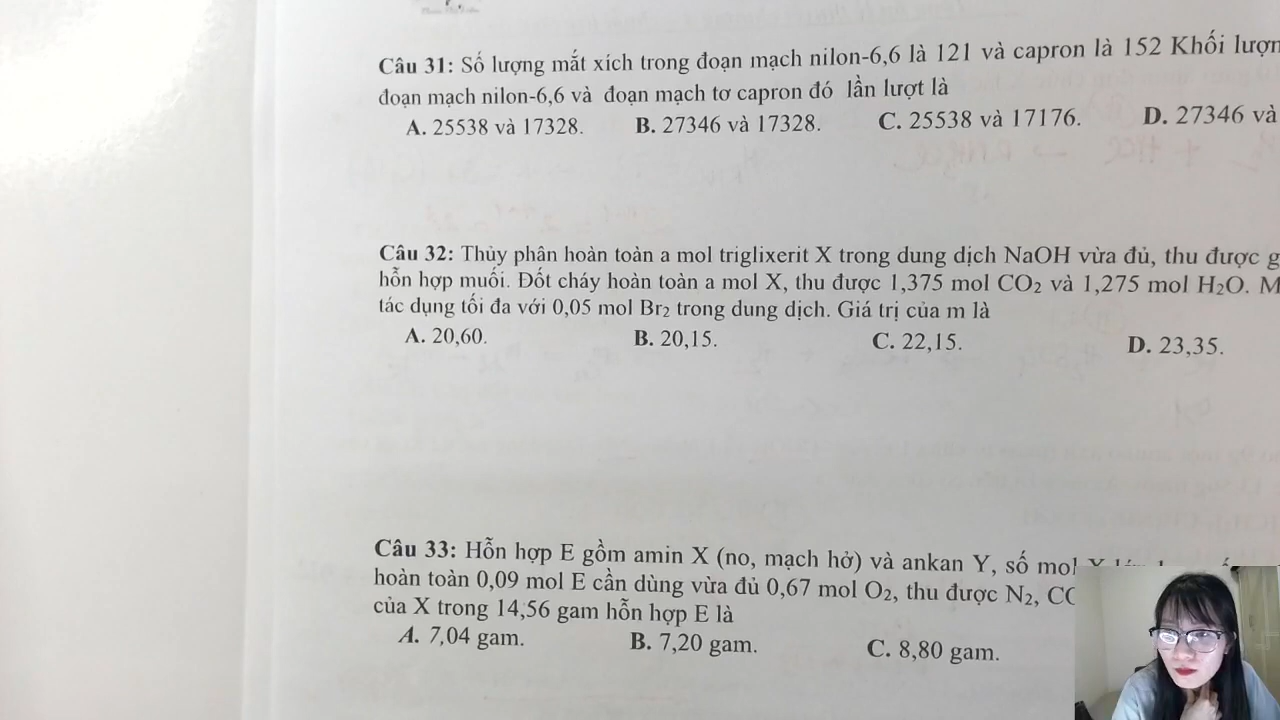 Câu 31: Số lượng mắt xích trong đoạn mạch nilon-6,6 là 121 và capron là 152 Khối
đoạn mạch nilon-6,6 và đoạn mạch tơ capron đó lần lượt là
A. 25538 và 17328. B. 27346 và 17328. C. 25538 và 17176. D. 27346 và
Câu 32: Thủy phân hoàn toàn a mol triglixerit X trong dung dịch NaOH vừa đủ, thu được
hỗn hợp muối. Đốt cháy hoàn toàn a mol X, thu được 1,375 mol CO₂ và 1,275 mol H₂O.
tác dụng tối đa với 0,05 mol Br₂ trong dung dịch. Giá trị của m là
A. 20,60. B. 20,15. C. 22,15. D. 23,35.
Câu 33: Hỗn hợp E gồm amin X (no, mạch hở) và ankan Y, số mol X
hoàn toàn 0,09 mol E cần dùng vừa đủ 0,67 mol O₂, thu được N₂,
của X trong 14,56 gam hỗn hợp E là
A. 7,04 gam. B. 7,20 gam. C. 8,80 gam.